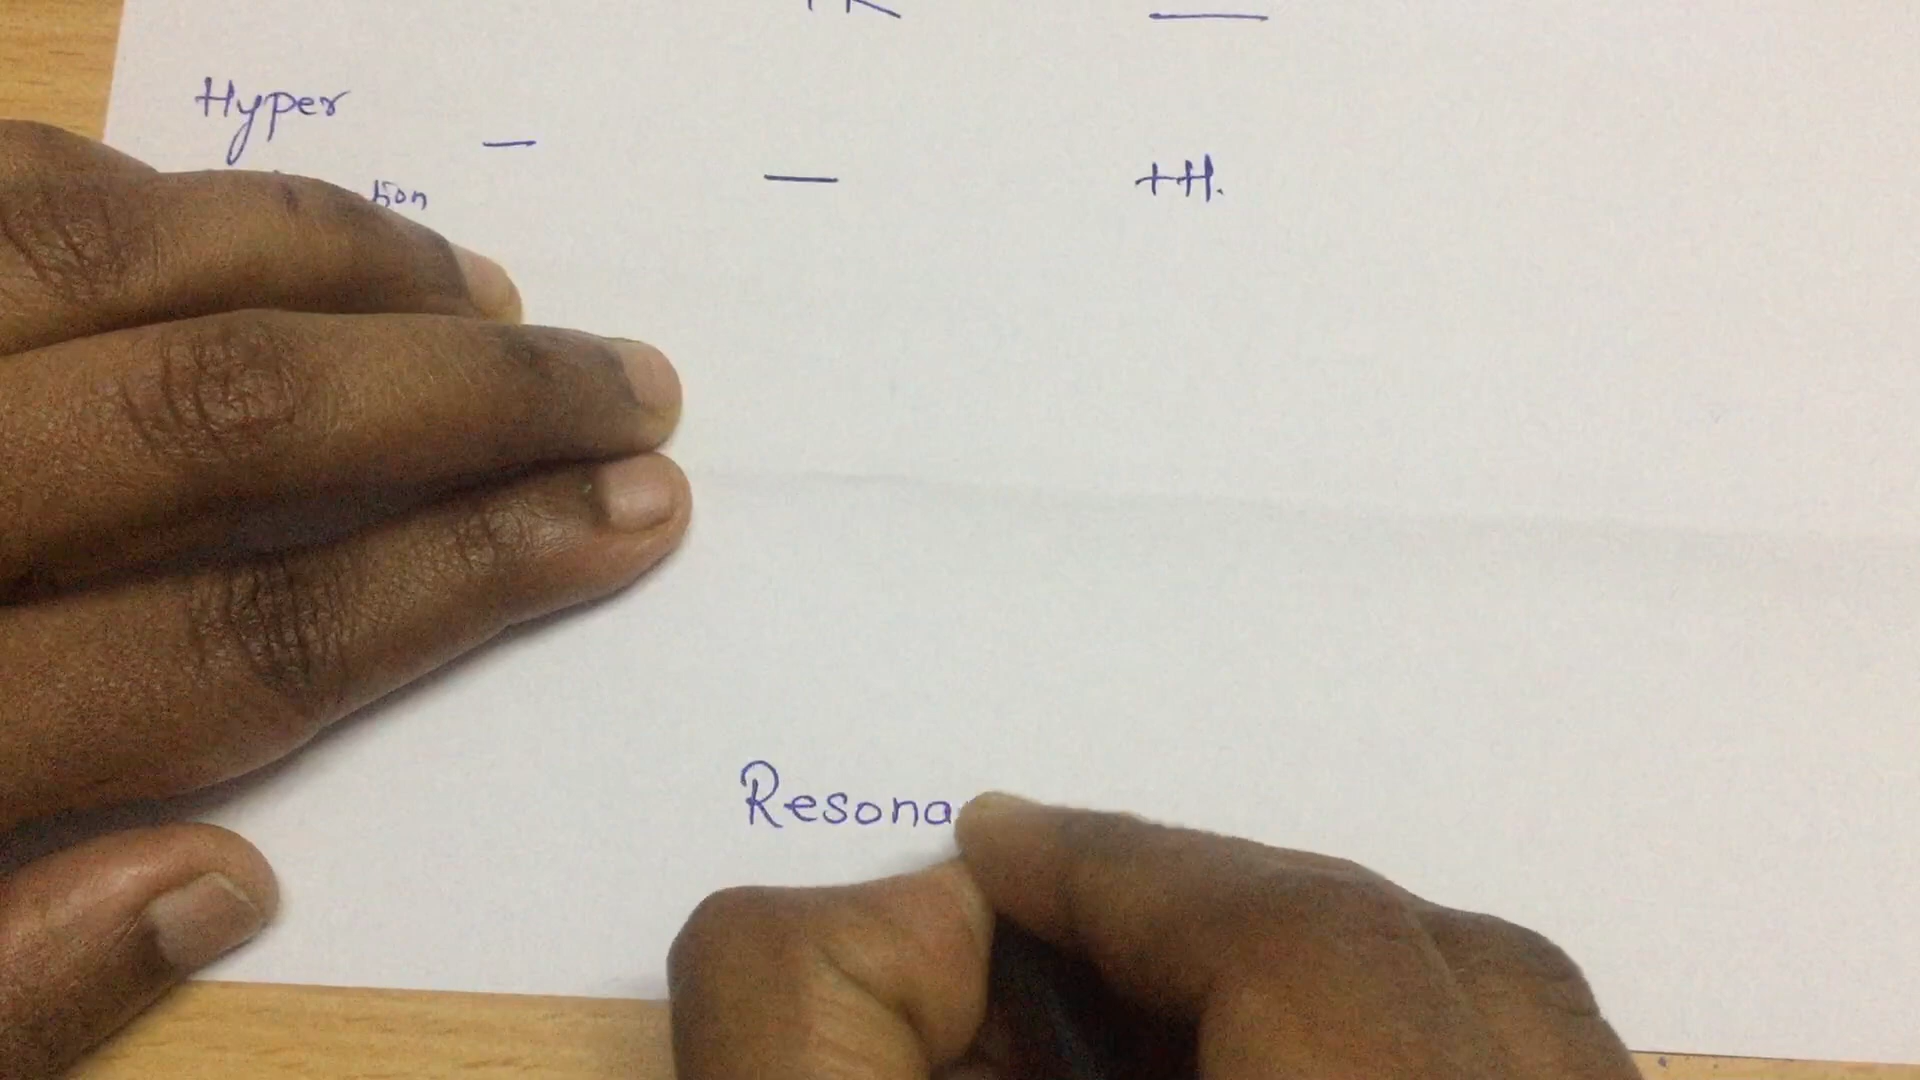 Hyper — — +H.
Resona